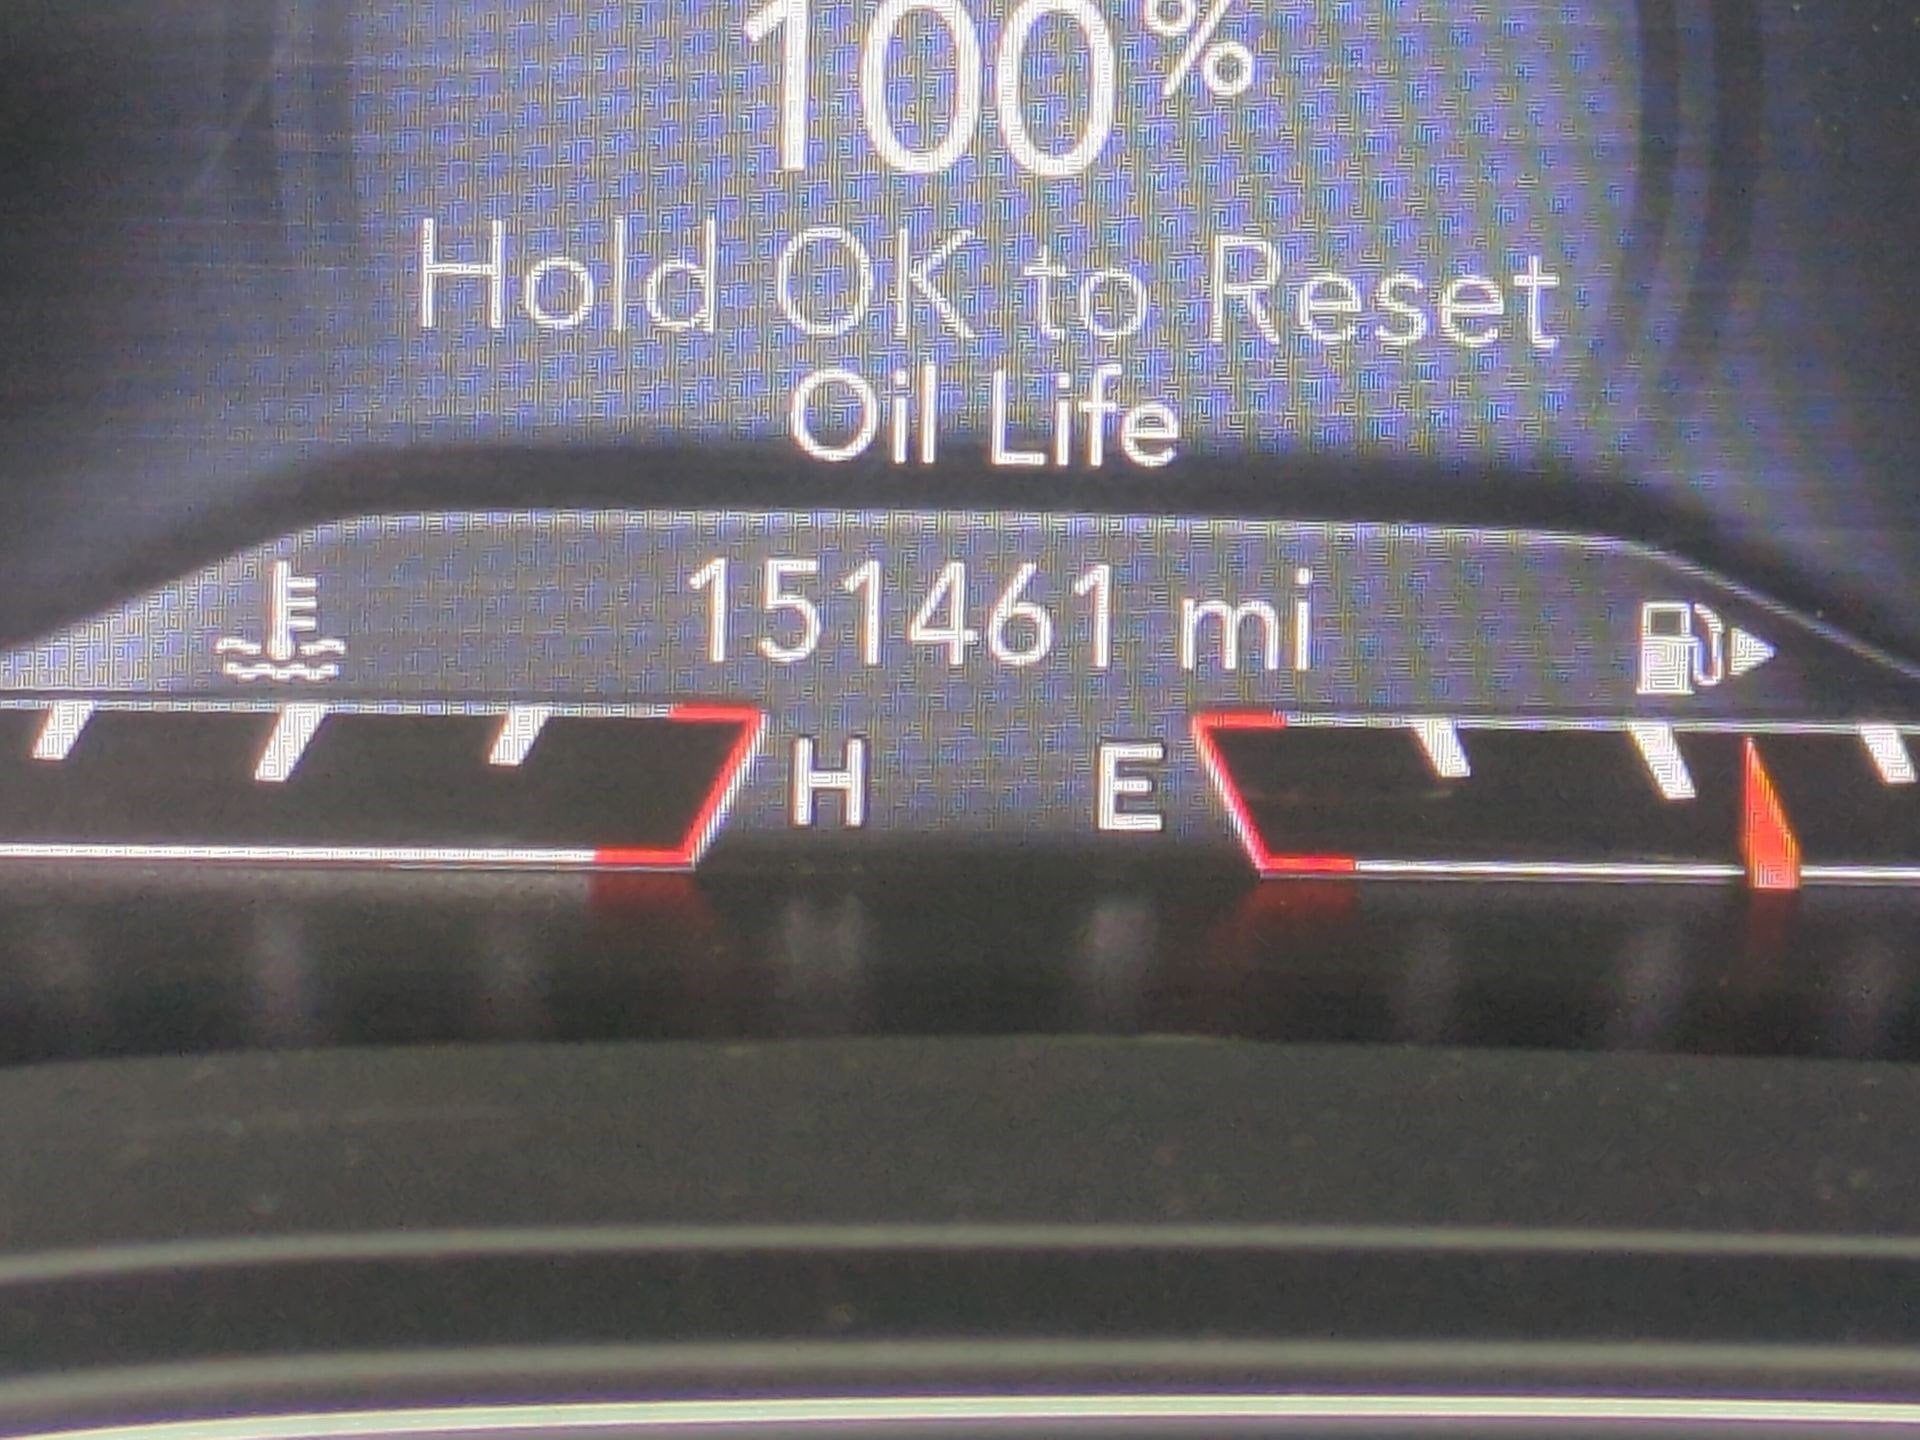 100%
Hold OK to Reset
Oil Life
151461 mi
H E